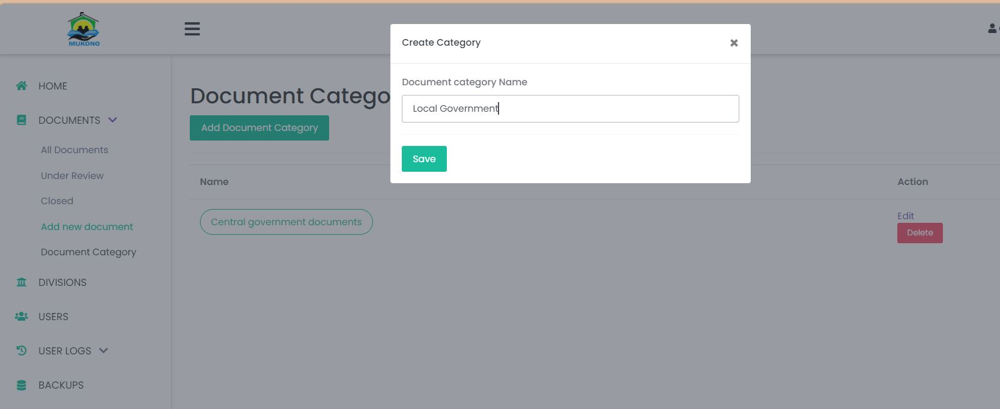 MUKONO
Create Category
Document category Name
Local Government
Save
HOME
DOCUMENTS
All Documents
Under Review
Closed
Add new document
Document Category
DIVISIONS
USERS
USER LOGS
BACKUPS
Document Catego
Add Document Category
Name
Action
Central government documents
Edit
Delete